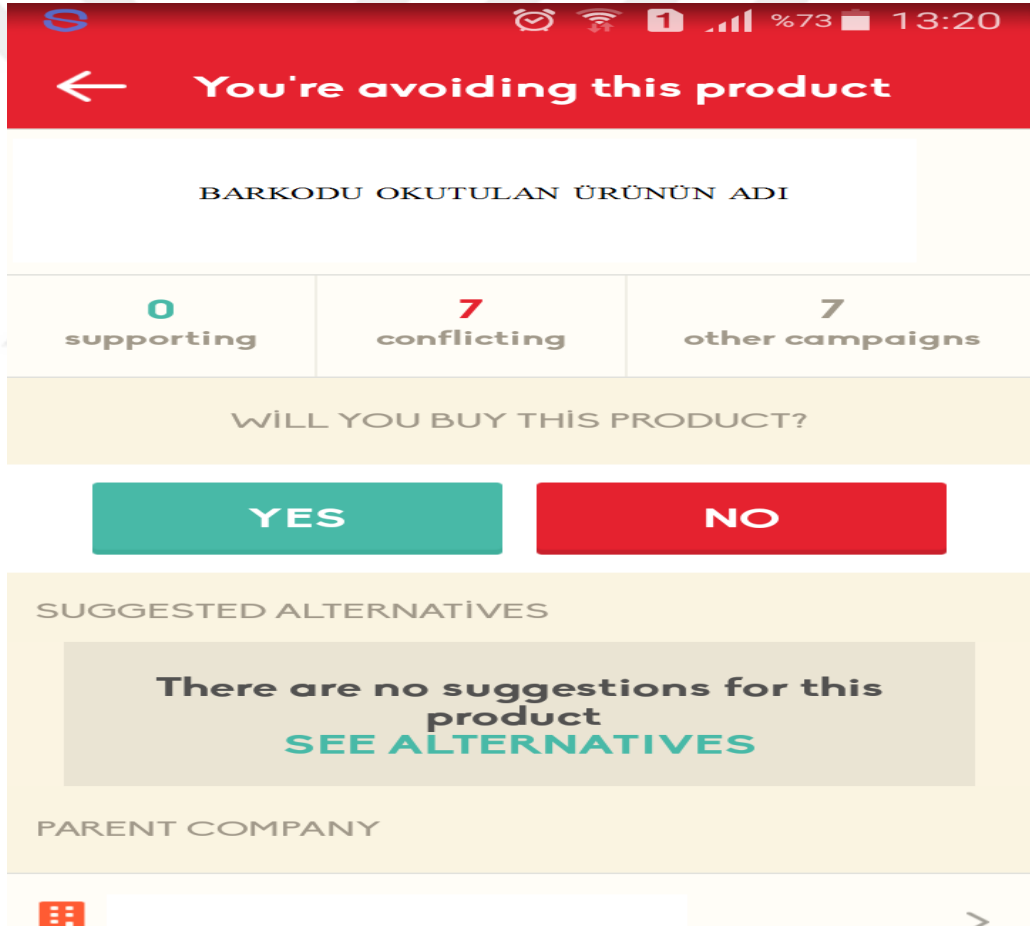 1 %73 13:20
You're avoiding this product
BARKODU OKUTULAN ÜRÜNÜN ADI
0 7 7
supporting conflicting other campaigns
WİLL YOU BUY THİS PRODUCT?
YES NO
SUGGESTED ALTERNATİVES
There are no suggestions for this
product
SEE ALTERNATIVES
PARENT COMPANY